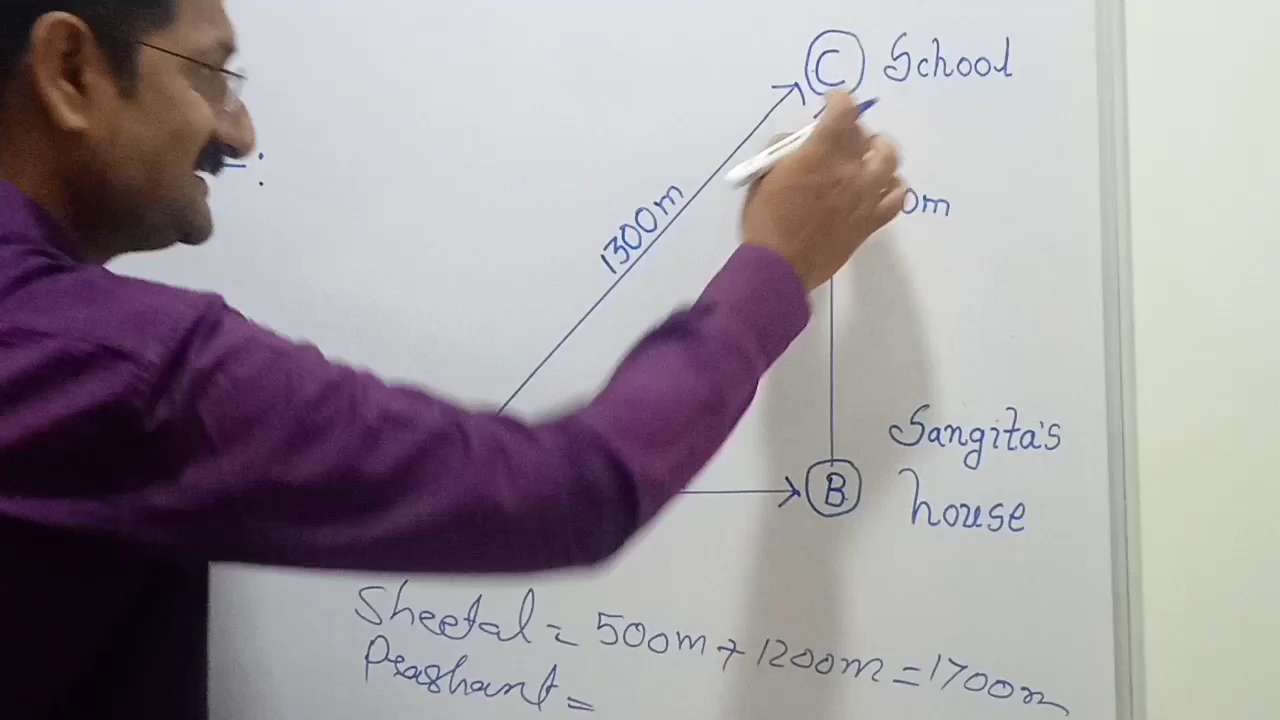 C School
1300m
0m
Sangita's
B house
Sheetal = 500m + 1200m = 1700m
Prashant =